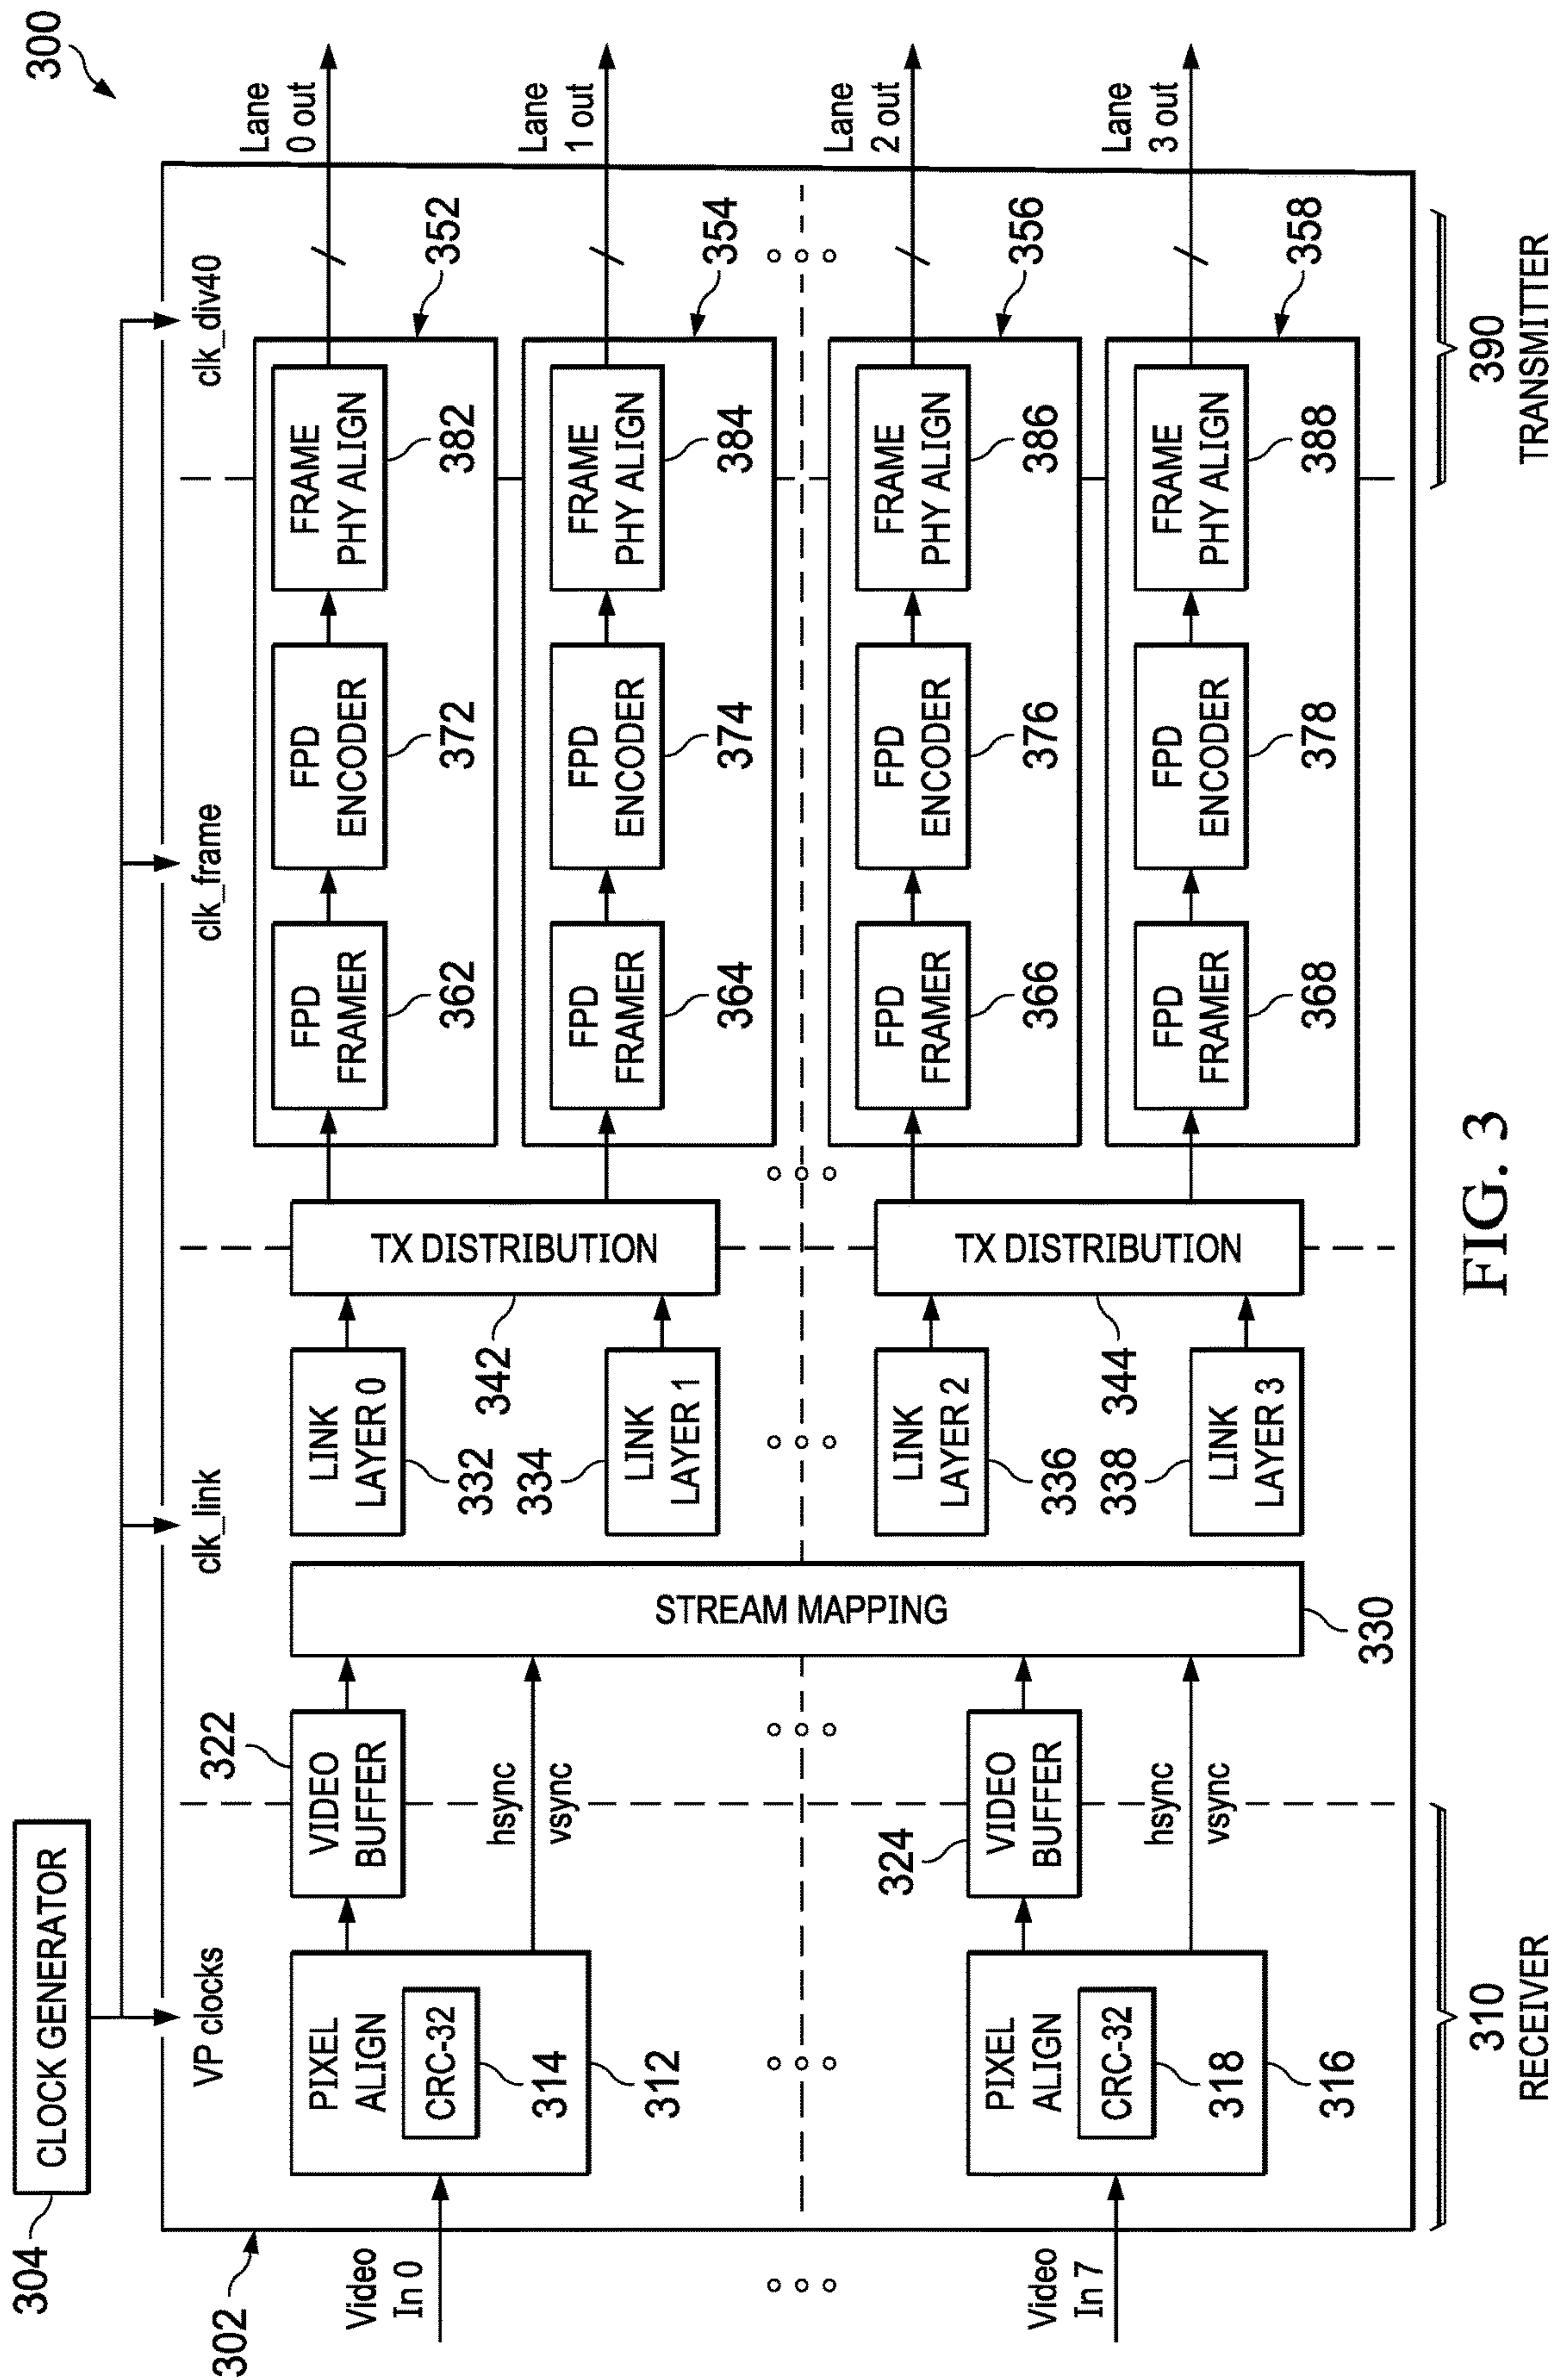 300
304
CLOCK GENERATOR
302
VP clocks
clk_link
clk_frame
clk_div40
Video
In 0
PIXEL
ALIGN
CRC-32
314
312
322
VIDEO
BUFFER
hsync
vsync
Video
In 7
PIXEL
ALIGN
CRC-32
318
316
324
VIDEO
BUFFER
hsync
vsync
STREAM MAPPING
330
LINK
LAYER 0
332
334
LINK
LAYER 1
LINK
LAYER 2
336
338
LINK
LAYER 3
TX DISTRIBUTION
342
TX DISTRIBUTION
344
FPD
FRAMER
362
FPD
ENCODER
372
FRAME
PHY ALIGN
382
352
Lane
0 out
FPD
FRAMER
364
FPD
ENCODER
374
FRAME
PHY ALIGN
384
354
Lane
1 out
FPD
FRAMER
366
FPD
ENCODER
376
FRAME
PHY ALIGN
386
356
Lane
2 out
FPD
FRAMER
368
FPD
ENCODER
378
FRAME
PHY ALIGN
388
358
Lane
3 out
310
RECEIVER
390
TRANSMITTER
FIG. 3